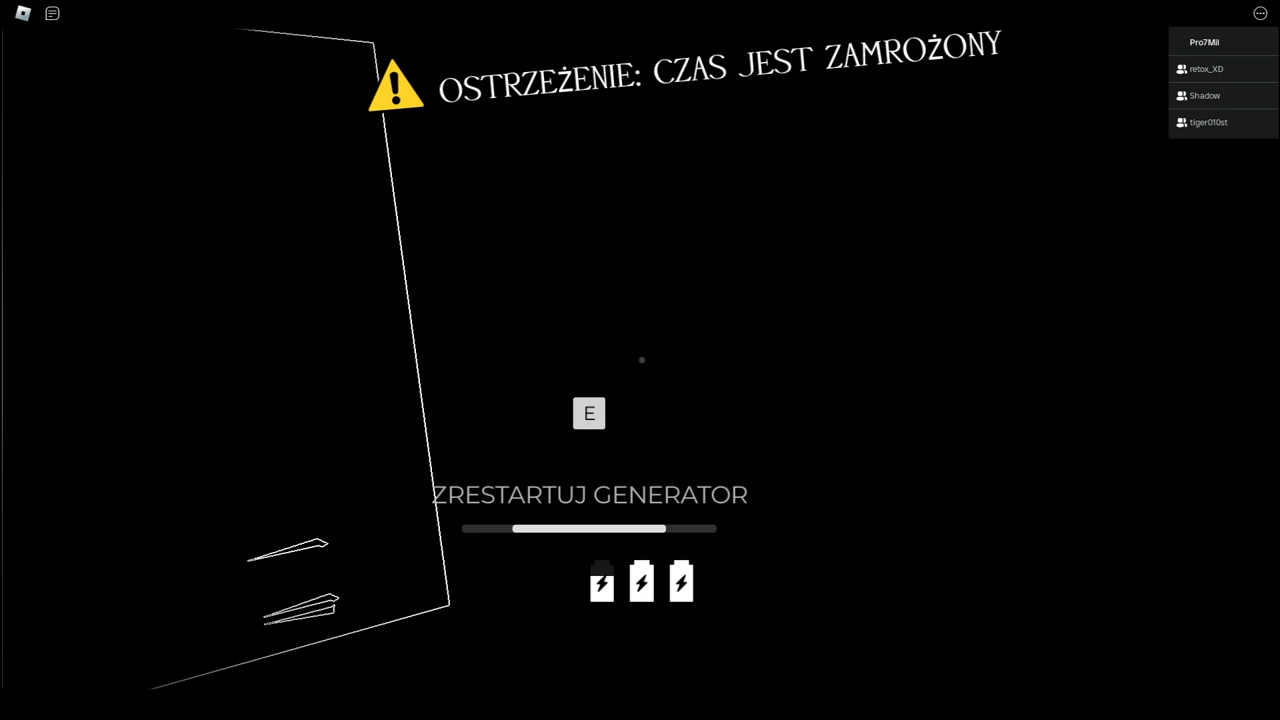 Pro7Mil
⚠ OSTRZEŻENIE: CZAS JEST ZAMROŻONY
retox_XD
Shadow
tiger010st
E
ZRESTARTUJ GENERATOR